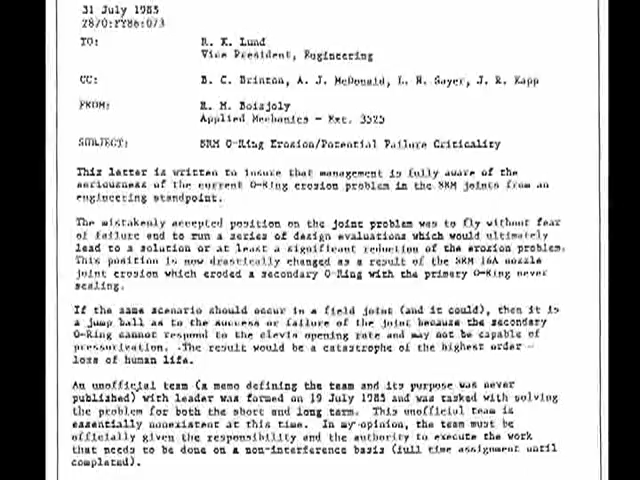 31 July 1985
2870:FY86:073
TO: R. K. Lund
Vice President, Engineering
CC: B. C. Brinton, A. J. McDonald, L. H. Sayer, J. R. Kapp
FROM: R. M. Boisjoly
Applied Mechanics - Ext. 3525
SUBJECT: SRM O-Ring Erosion/Potential Failure Criticality
This letter is written to insure that management is fully aware of the
seriousness of the current O-Ring erosion problem in the SRM joints from an
engineering standpoint.
The mistakenly accepted position on the joint problem was to fly without fear
of failure and to run a series of design evaluations which would ultimately
lead to a solution or at least a significant reduction of the erosion problem.
This position is now drastically changed as a result of the SRM 16A nozzle
joint erosion which eroded a secondary O-Ring with the primary O-Ring never
sealing.
If the same scenario should occur in a field joint (and it could), then it is
a jump ball as to the success or failure of the joint because the secondary
O-Ring cannot respond to the clevis opening rate and may not be capable of
pressurization. The result would be a catastrophe of the highest order -
loss of human life.
An unofficial team (a memo defining the team and its purpose was never
published) with leader was formed on 19 July 1985 and was tasked with solving
the problem for both the short and long term. This unofficial team is
essentially nonexistent at this time. In my opinion, the team must be
officially given the responsibility and the authority to execute the work
that needs to be done on a non-interference basis (full time assignment until
completed).